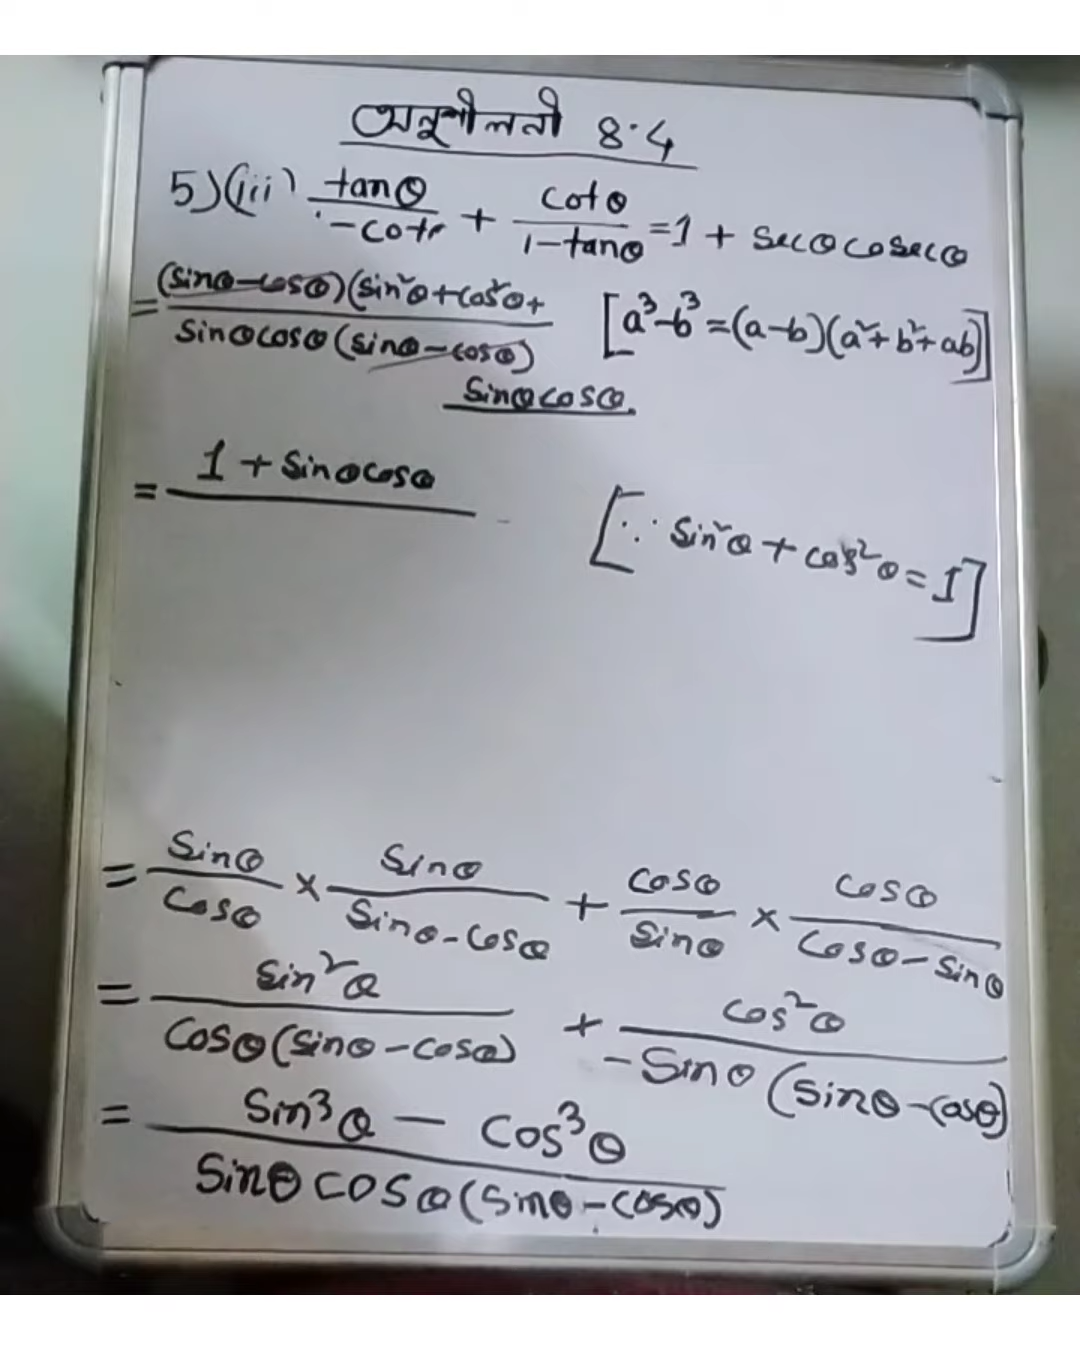 অনুশীলনী 8.4
5)(iii) tanθ/1-cotθ + cotθ/1-tanθ = 1 + secθ cosecθ
= (sinθ-cosθ)(sin²θ+cos²θ+ / sinθcosθ(sinθ-cosθ) [a³-b³=(a-b)(a²+b²+ab)]
sinθcosθ
= 1 + sinθcosθ
[∵ sin²θ + cos²θ = 1]
= sinθ/cosθ × sinθ/sinθ-cosθ + cosθ/sinθ × cosθ/cosθ-sinθ
= sin²θ/cosθ(sinθ-cosθ) + cos²θ/-sinθ(sinθ-cosθ)
= sin³θ - cos³θ/sinθcosθ(sinθ-cosθ)